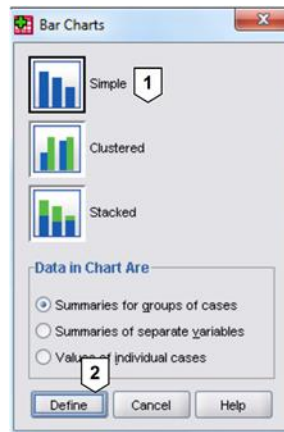 Bar Charts
Simple 1
Clustered
Stacked
Data in Chart Are
Summaries for groups of cases
Summaries of separate variables
Values of individual cases
2
Define Cancel Help